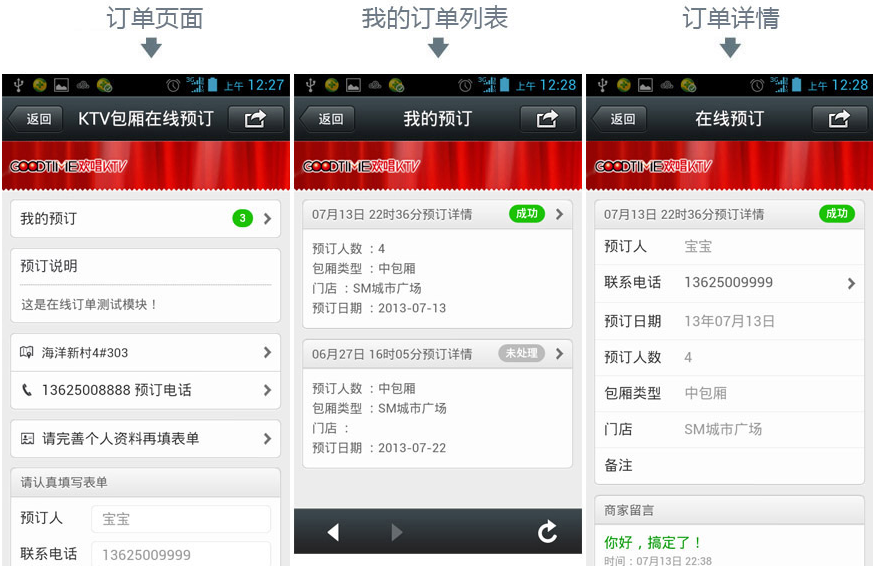 订单页面
我的订单列表
订单详情
3G 上午 12:27
返回 KTV包厢在线预订
GOODTIME欢唱KTV
我的预订 3
预订说明
这是在线订单测试模块！
海洋新村4#303
13625008888 预订电话
请完善个人资料再填表单
请认真填写表单
预订人 宝宝
联系电话 13625009999
3G 上午 12:28
返回 我的预订
GOODTIME欢唱KTV
07月13日 22时36分预订详情 成功
预订人数 ：4
包厢类型 ：中包厢
门店 ：SM城市广场
预订日期 ：2013-07-13
06月27日 16时05分预订详情 未处理
预订人数 ：中包厢
包厢类型 ：SM城市广场
门店 ：
预订日期 ：2013-07-22
3G 上午 12:28
返回 在线预订
GOODTIME欢唱KTV
07月13日 22时36分预订详情 成功
预订人 宝宝
联系电话 13625009999
预订日期 13年07月13日
预订人数 4
包厢类型 中包厢
门店 SM城市广场
备注
商家留言
你好，搞定了！
时间：07月13日 22:38